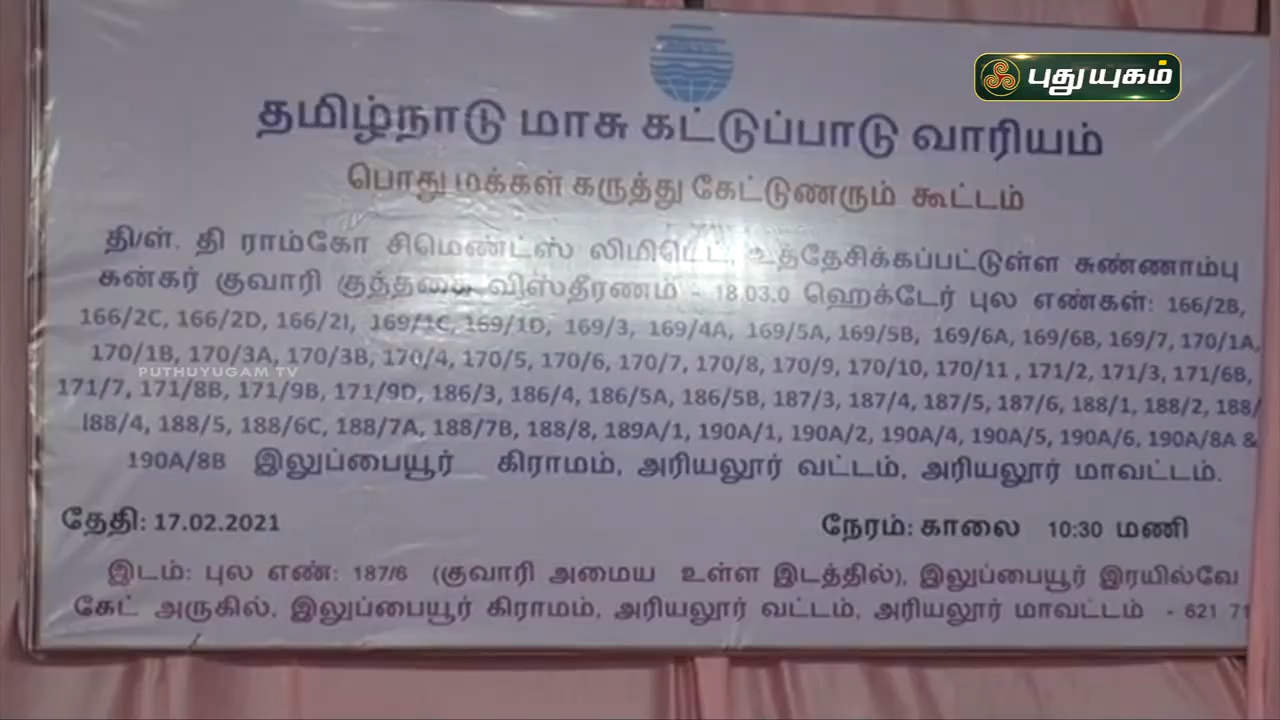 புதுயுகம்
தமிழ்நாடு மாசு கட்டுப்பாடு வாரியம்
பொது மக்கள் கருத்து கேட்டுணரும் கூட்டம்
தி/ள். தி ராம்கோ சிமெண்ட்ஸ் லிமிடெட், உத்தேசிக்கப்பட்டுள்ள சுண்ணாம்பு
கன்கர் குவாரி குத்தகை விஸ்தீரணம் - 18.03.0 ஹெக்டேர் புல எண்கள்: 166/2B,
166/2C, 166/2D, 166/2I, 169/1C, 169/1D, 169/3, 169/4A, 169/5A, 169/5B, 169/6A, 169/6B, 169/7, 170/1A,
170/1B, 170/3A, 170/3B, 170/4, 170/5, 170/6, 170/7, 170/8, 170/9, 170/10, 170/11 , 171/2, 171/3, 171/6B,
PUTHUYUGAM TV
171/7, 171/8B, 171/9B, 171/9D, 186/3, 186/4, 186/5A, 186/5B, 187/3, 187/4, 187/5, 187/6, 188/1, 188/2, 188/
l88/4, 188/5, 188/6C, 188/7A, 188/7B, 188/8, 189A/1, 190A/1, 190A/2, 190A/4, 190A/5, 190A/6, 190A/8A &
190A/8B இலுப்பையூர் கிராமம், அரியலூர் வட்டம், அரியலூர் மாவட்டம்.
தேதி: 17.02.2021 நேரம்: காலை 10:30 மணி
இடம்: புல எண்: 187/6 (குவாரி அமைய உள்ள இடத்தில்), இலுப்பையூர் இரயில்வே
கேட் அருகில், இலுப்பையூர் கிராமம், அரியலூர் வட்டம், அரியலூர் மாவட்டம் - 621 71